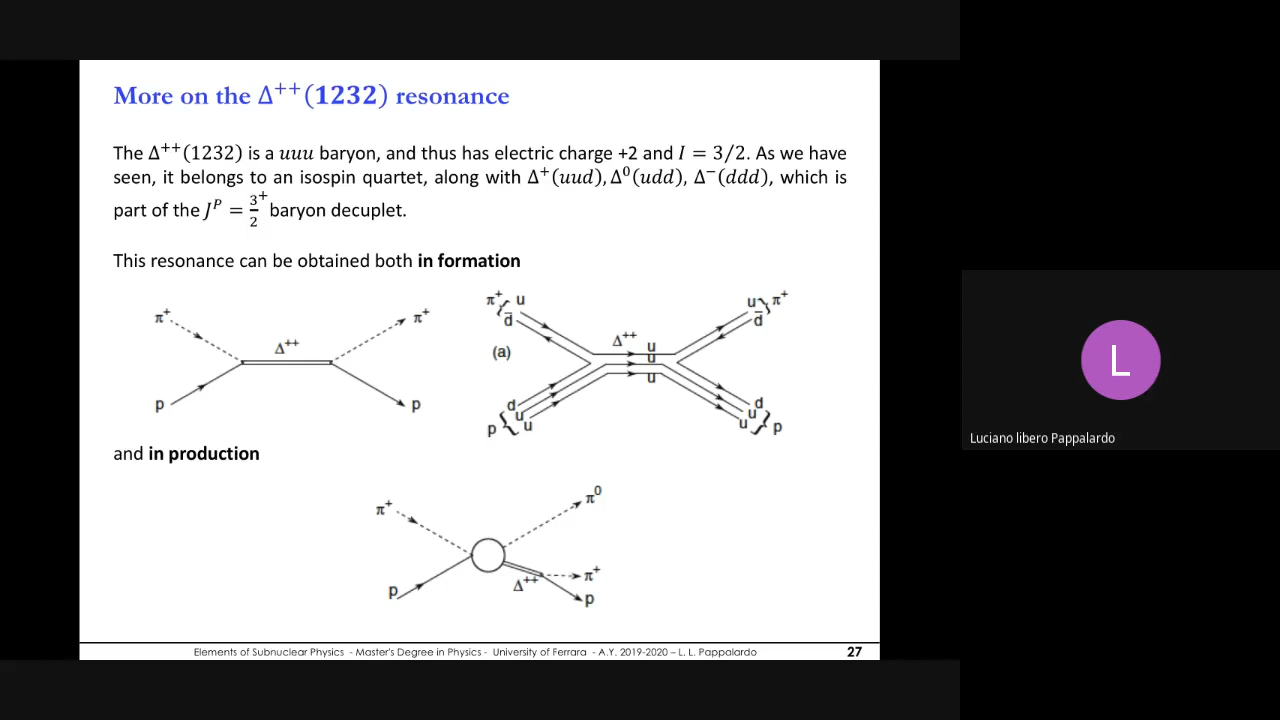 More on the Δ⁺⁺(1232) resonance
The Δ⁺⁺(1232) is a uuu baryon, and thus has electric charge +2 and I = 3/2. As we have
seen, it belongs to an isospin quartet, along with Δ⁺(uud), Δ⁰(udd), Δ⁻(ddd), which is
part of the Jᴾ = 3/2⁺ baryon decuplet.
This resonance can be obtained both in formation
π⁺ π⁺
Δ⁺⁺
p p
π⁺ { u u } π⁺
d̄ d̄
Δ⁺⁺ u
u
u
(a)
d d
u u
p { u u } p
and in production
π⁺ π⁰
π⁺
Δ⁺⁺
p p
Elements of Subnuclear Physics - Master's Degree in Physics - University of Ferrara - A.Y. 2019-2020 – L. L. Pappalardo 27
L
Luciano libero Pappalardo